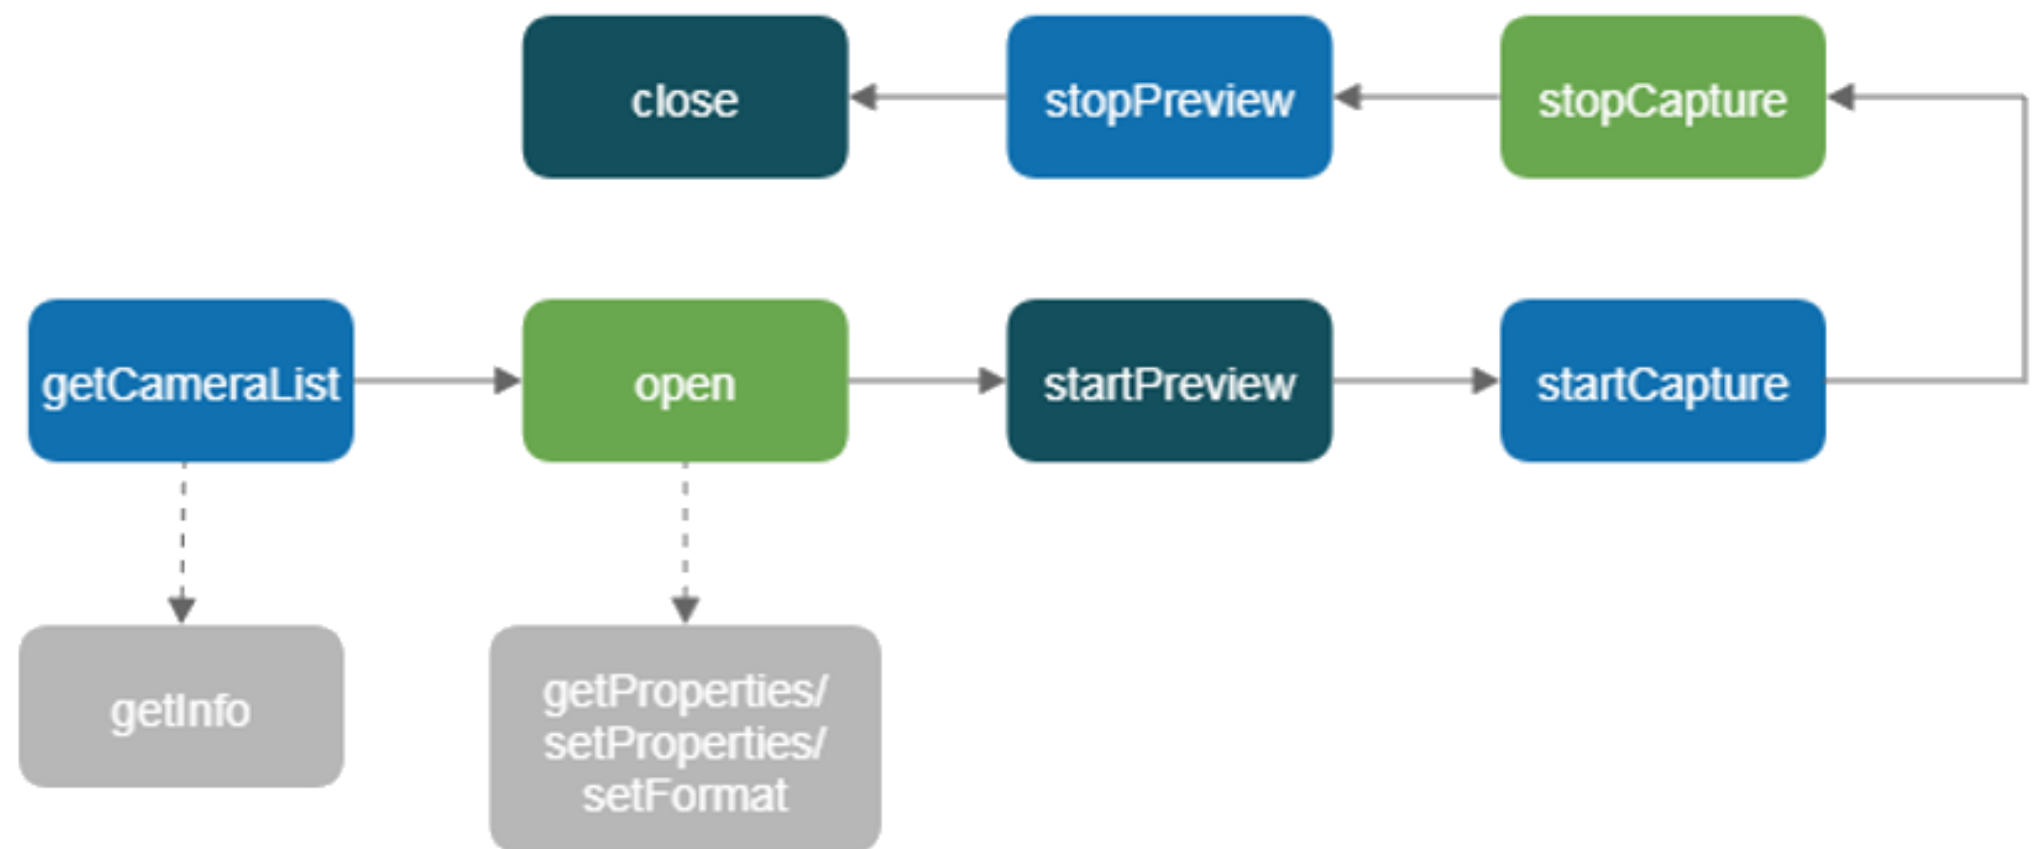 close
stopPreview
stopCapture
getCameraList
open
startPreview
startCapture
getInfo
getProperties/
setProperties/
setFormat